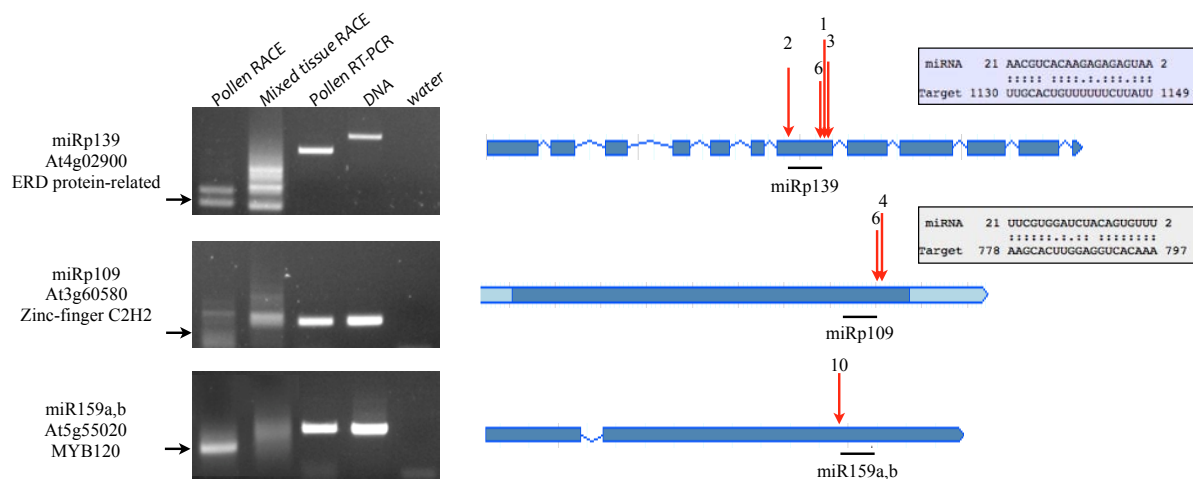 Pollen RACE
Mixed tissue RACE
Pollen RT-PCR
DNA
water
miRp139
At4g02900
ERD protein-related
2
1
3
6
miRp139
miRNA 21 AACGUCACAAGAGAGAGUAA 2
::::: ::::.:.:::.:::
Target 1130 UUGCACUGUUUUUUCUUAUU 1149
miRp109
At3g60580
Zinc-finger C2H2
4
6
miRp109
miRNA 21 UUCGUGGAUCUACAGUGUUU 2
::::::.:.:: ::::::::
Target 778 AAGCACUUGGAGGUCACAAA 797
miR159a,b
At5g55020
MYB120
10
miR159a,b